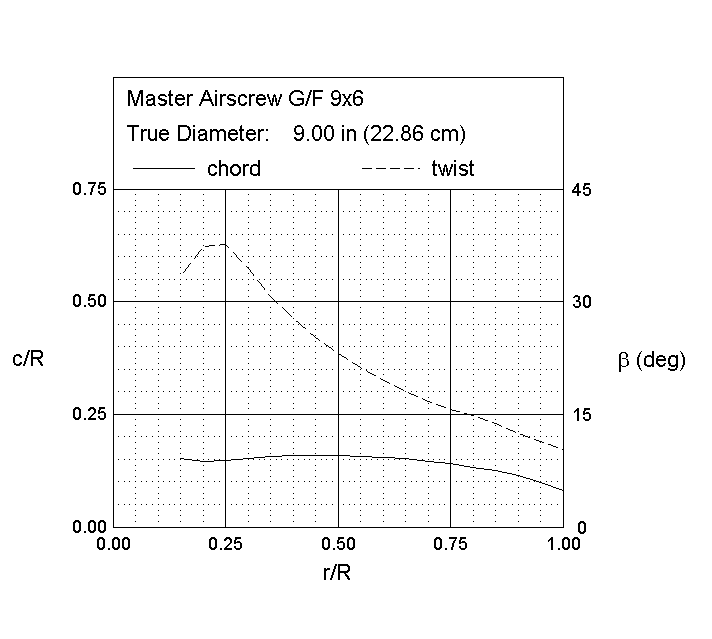 Master Airscrew G/F 9x6
True Diameter: 9.00 in (22.86 cm)
chord twist
0.75 45
0.50 30
c/R β (deg)
0.25 15
0.00 0
0.00 0.25 0.50 0.75 1.00
r/R